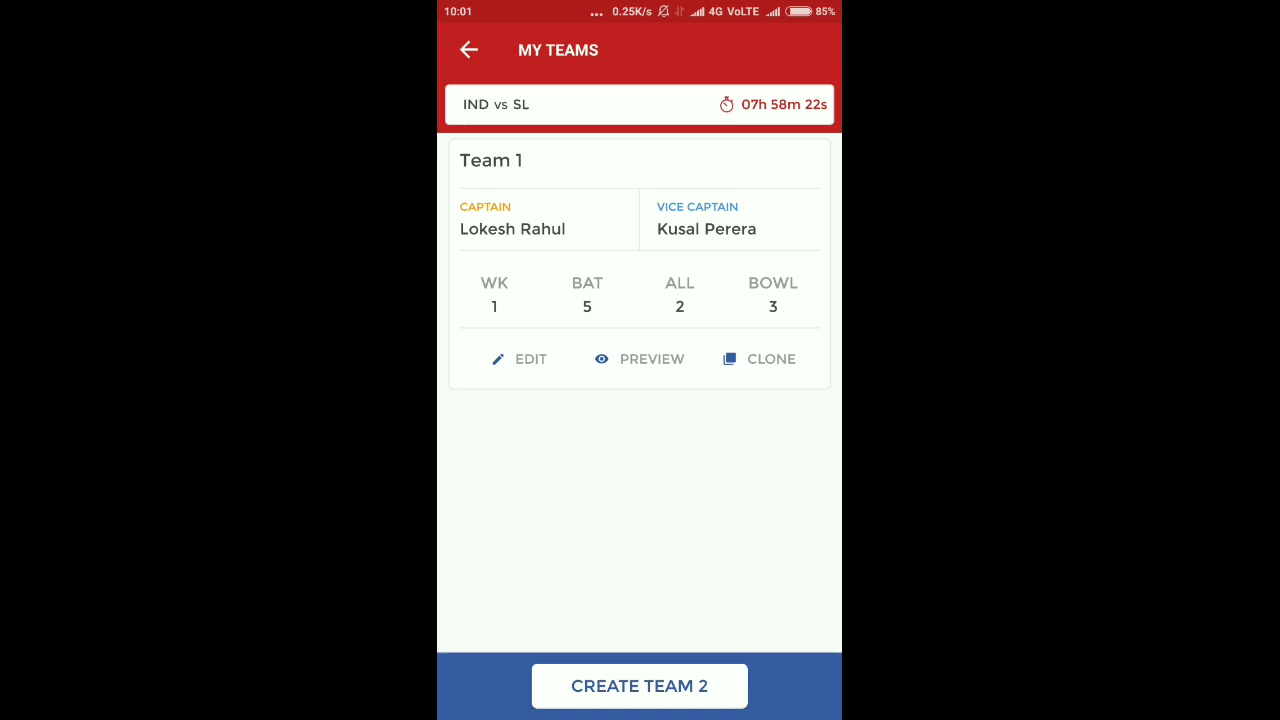 10:01 ... 0.25K/s 4G VoLTE 85%
MY TEAMS
IND vs SL 07h 58m 22s
Team 1
CAPTAIN VICE CAPTAIN
Lokesh Rahul Kusal Perera
WK BAT ALL BOWL
1 5 2 3
EDIT PREVIEW CLONE
CREATE TEAM 2